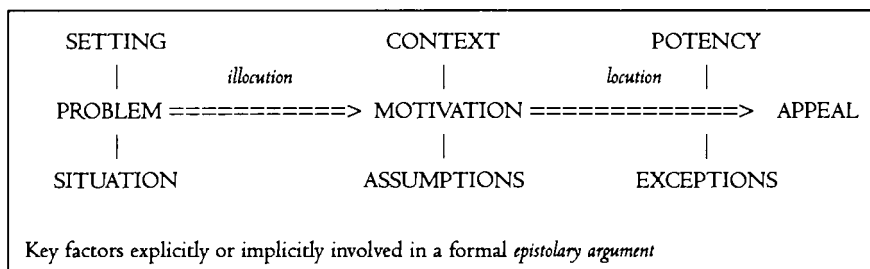 SETTING CONTEXT POTENCY
| illocution | locution |
PROBLEM ==========> MOTIVATION =============> APPEAL
| | |
SITUATION ASSUMPTIONS EXCEPTIONS
Key factors explicitly or implicitly involved in a formal epistolary argument